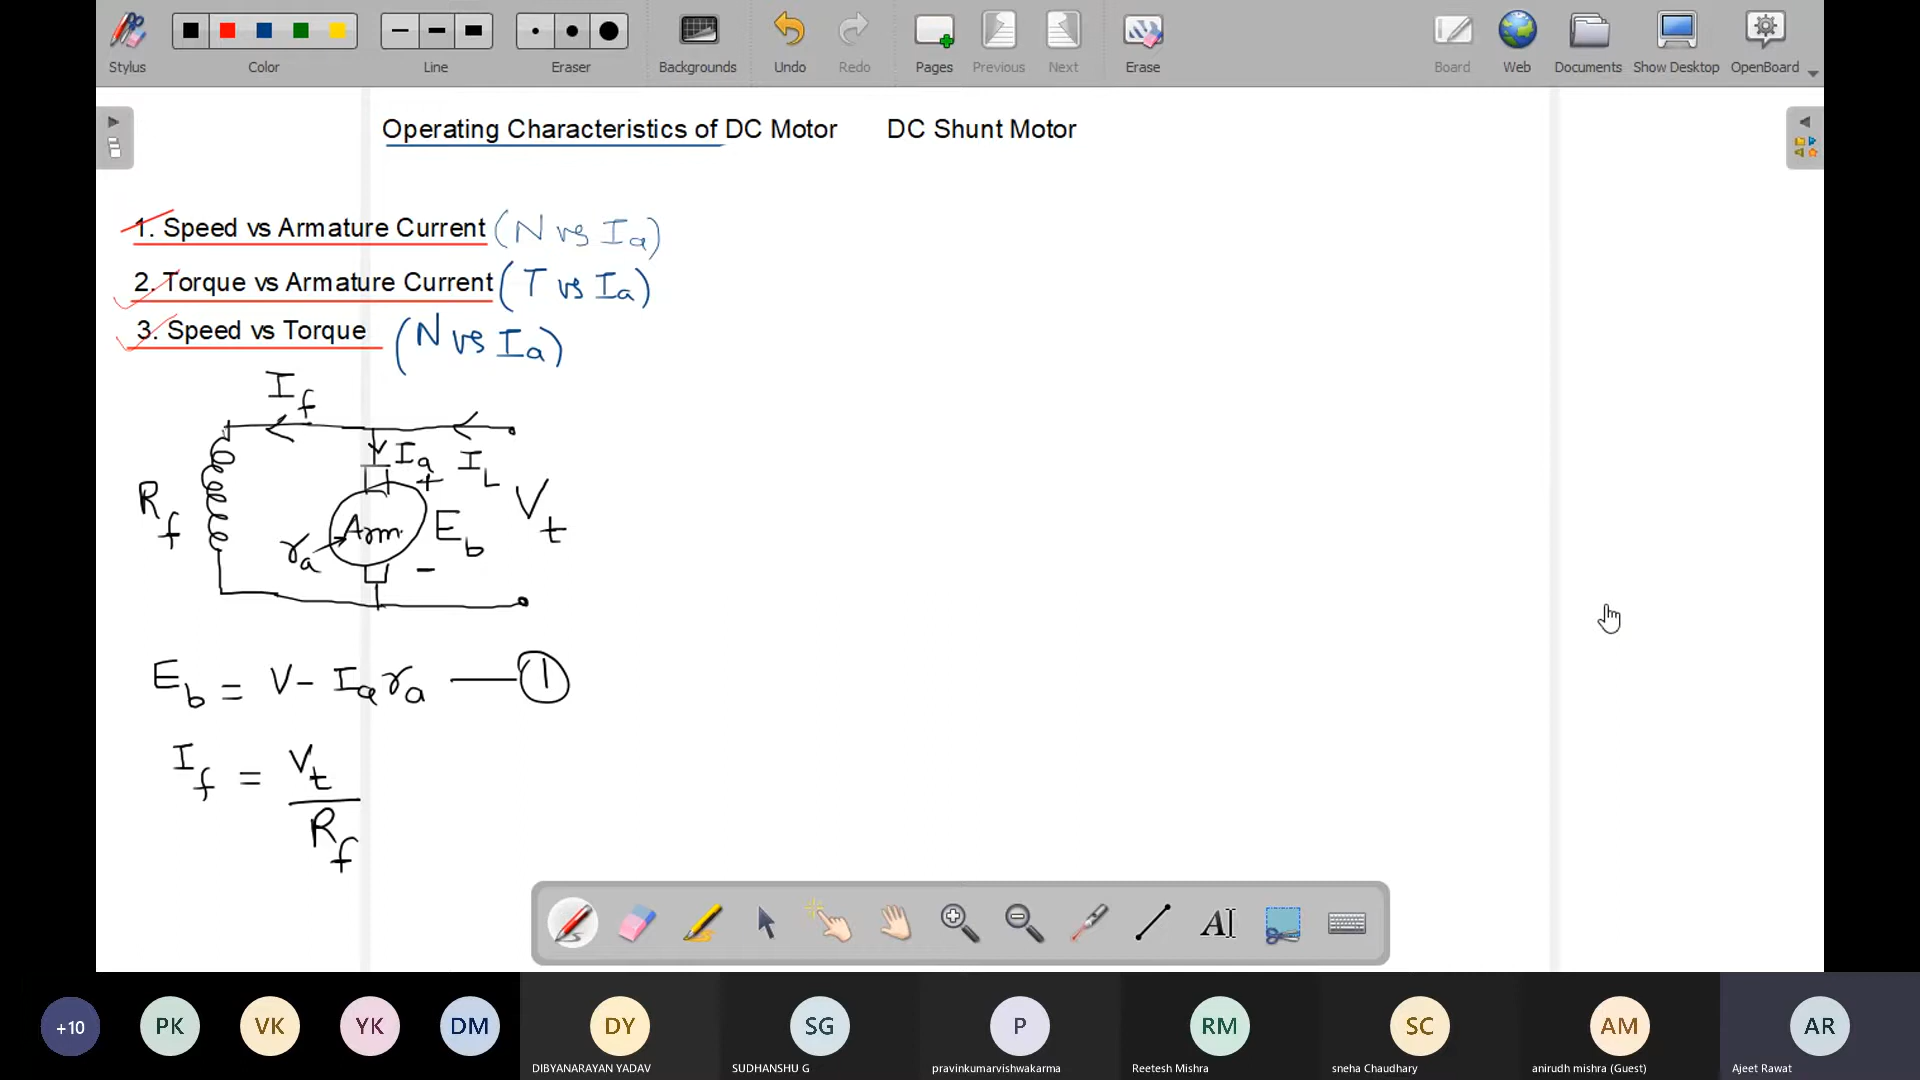 Stylus Color Line Eraser Backgrounds Undo Redo Pages Previous Next Erase Board Web Documents Show Desktop OpenBoard
Operating Characteristics of DC Motor DC Shunt Motor
1. Speed vs Armature Current (N vs Ia)
2. Torque vs Armature Current (T vs Ia)
3. Speed vs Torque (N vs Ia)
If
Ia
+
IL
Rf
Arm.
ra
Eb
Vt
-
Eb = V - Ia ra — 1
If = Vt
Rf
AI
+10 PK VK YK DM DY SG P RM SC AM AR
DIBYANARAYAN YADAV SUDHANSHU G pravinkumarvishwakarma Reetesh Mishra sneha Chaudhary anirudh mishra (Guest) Ajeet Rawat